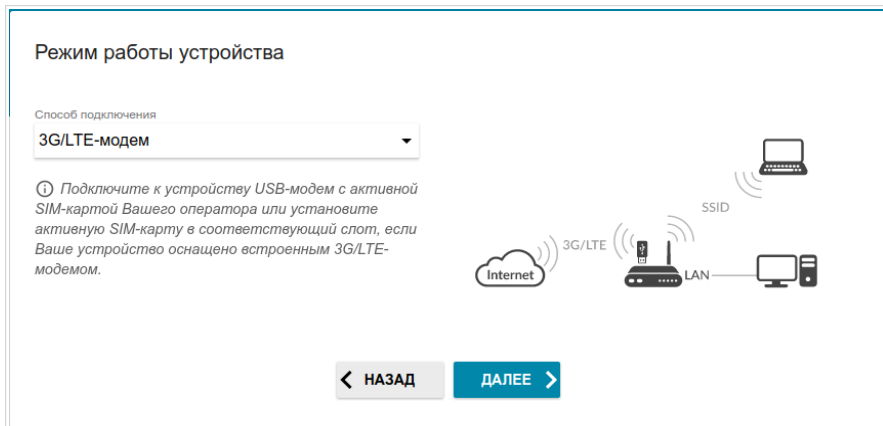 Режим работы устройства
Способ подключения
3G/LTE-модем
Подключите к устройству USB-модем с активной
SIM-картой Вашего оператора или установите
активную SIM-карту в соответствующий слот, если
Ваше устройство оснащено встроенным 3G/LTE-
модемом.
SSID
3G/LTE
Internet
LAN
НАЗАД
ДАЛЕЕ